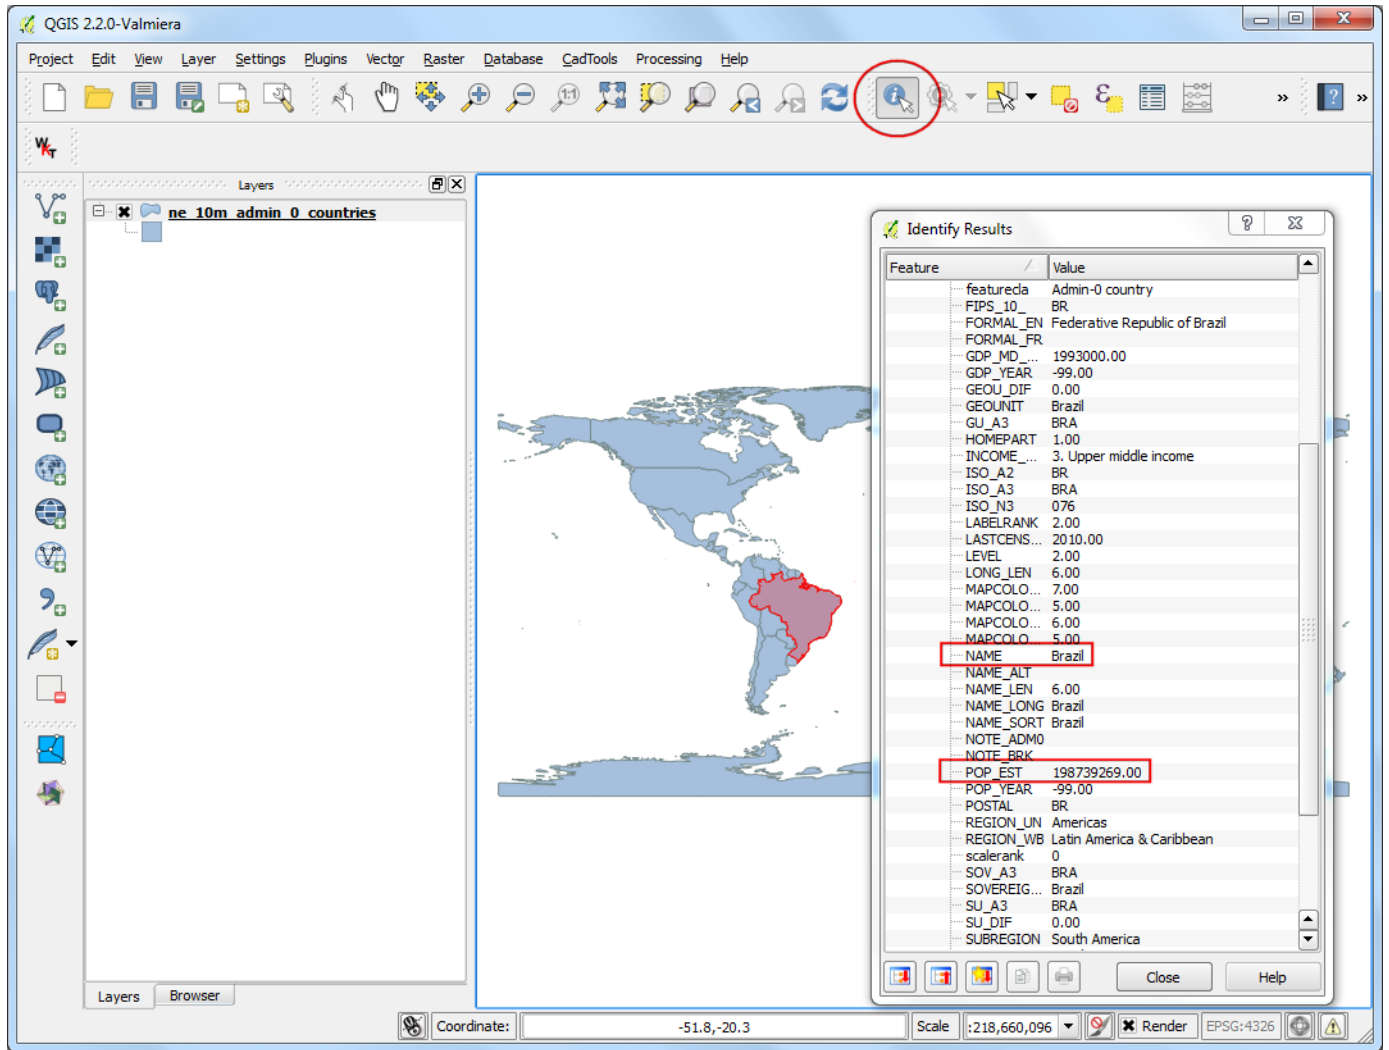 QGIS 2.2.0-Valmiera
Project Edit View Layer Settings Plugins Vector Raster Database CadTools Processing Help
1:1
»
?
»
WKT
Layers
ne_10m_admin_0_countries
Identify Results
Feature Value
featurecla Admin-0 country
FIPS_10_ BR
FORMAL_EN Federative Republic of Brazil
FORMAL_FR
GDP_MD_... 1993000.00
GDP_YEAR -99.00
GEOU_DIF 0.00
GEOUNIT Brazil
GU_A3 BRA
HOMEPART 1.00
INCOME_... 3. Upper middle income
ISO_A2 BR
ISO_A3 BRA
ISO_N3 076
LABELRANK 2.00
LASTCENS... 2010.00
LEVEL 2.00
LONG_LEN 6.00
MAPCOLO... 7.00
MAPCOLO... 5.00
MAPCOLO... 6.00
MAPCOLO... 5.00
NAME Brazil
NAME_ALT
NAME_LEN 6.00
NAME_LONG Brazil
NAME_SORT Brazil
NOTE_ADM0
NOTE_BRK
POP_EST 198739269.00
POP_YEAR -99.00
POSTAL BR
REGION_UN Americas
REGION_WB Latin America & Caribbean
scalerank 0
SOV_A3 BRA
SOVEREIG... Brazil
SU_A3 BRA
SU_DIF 0.00
SUBREGION South America
Close Help
Layers Browser
Coordinate: -51.8,-20.3 Scale :218,660,096 Render EPSG:4326